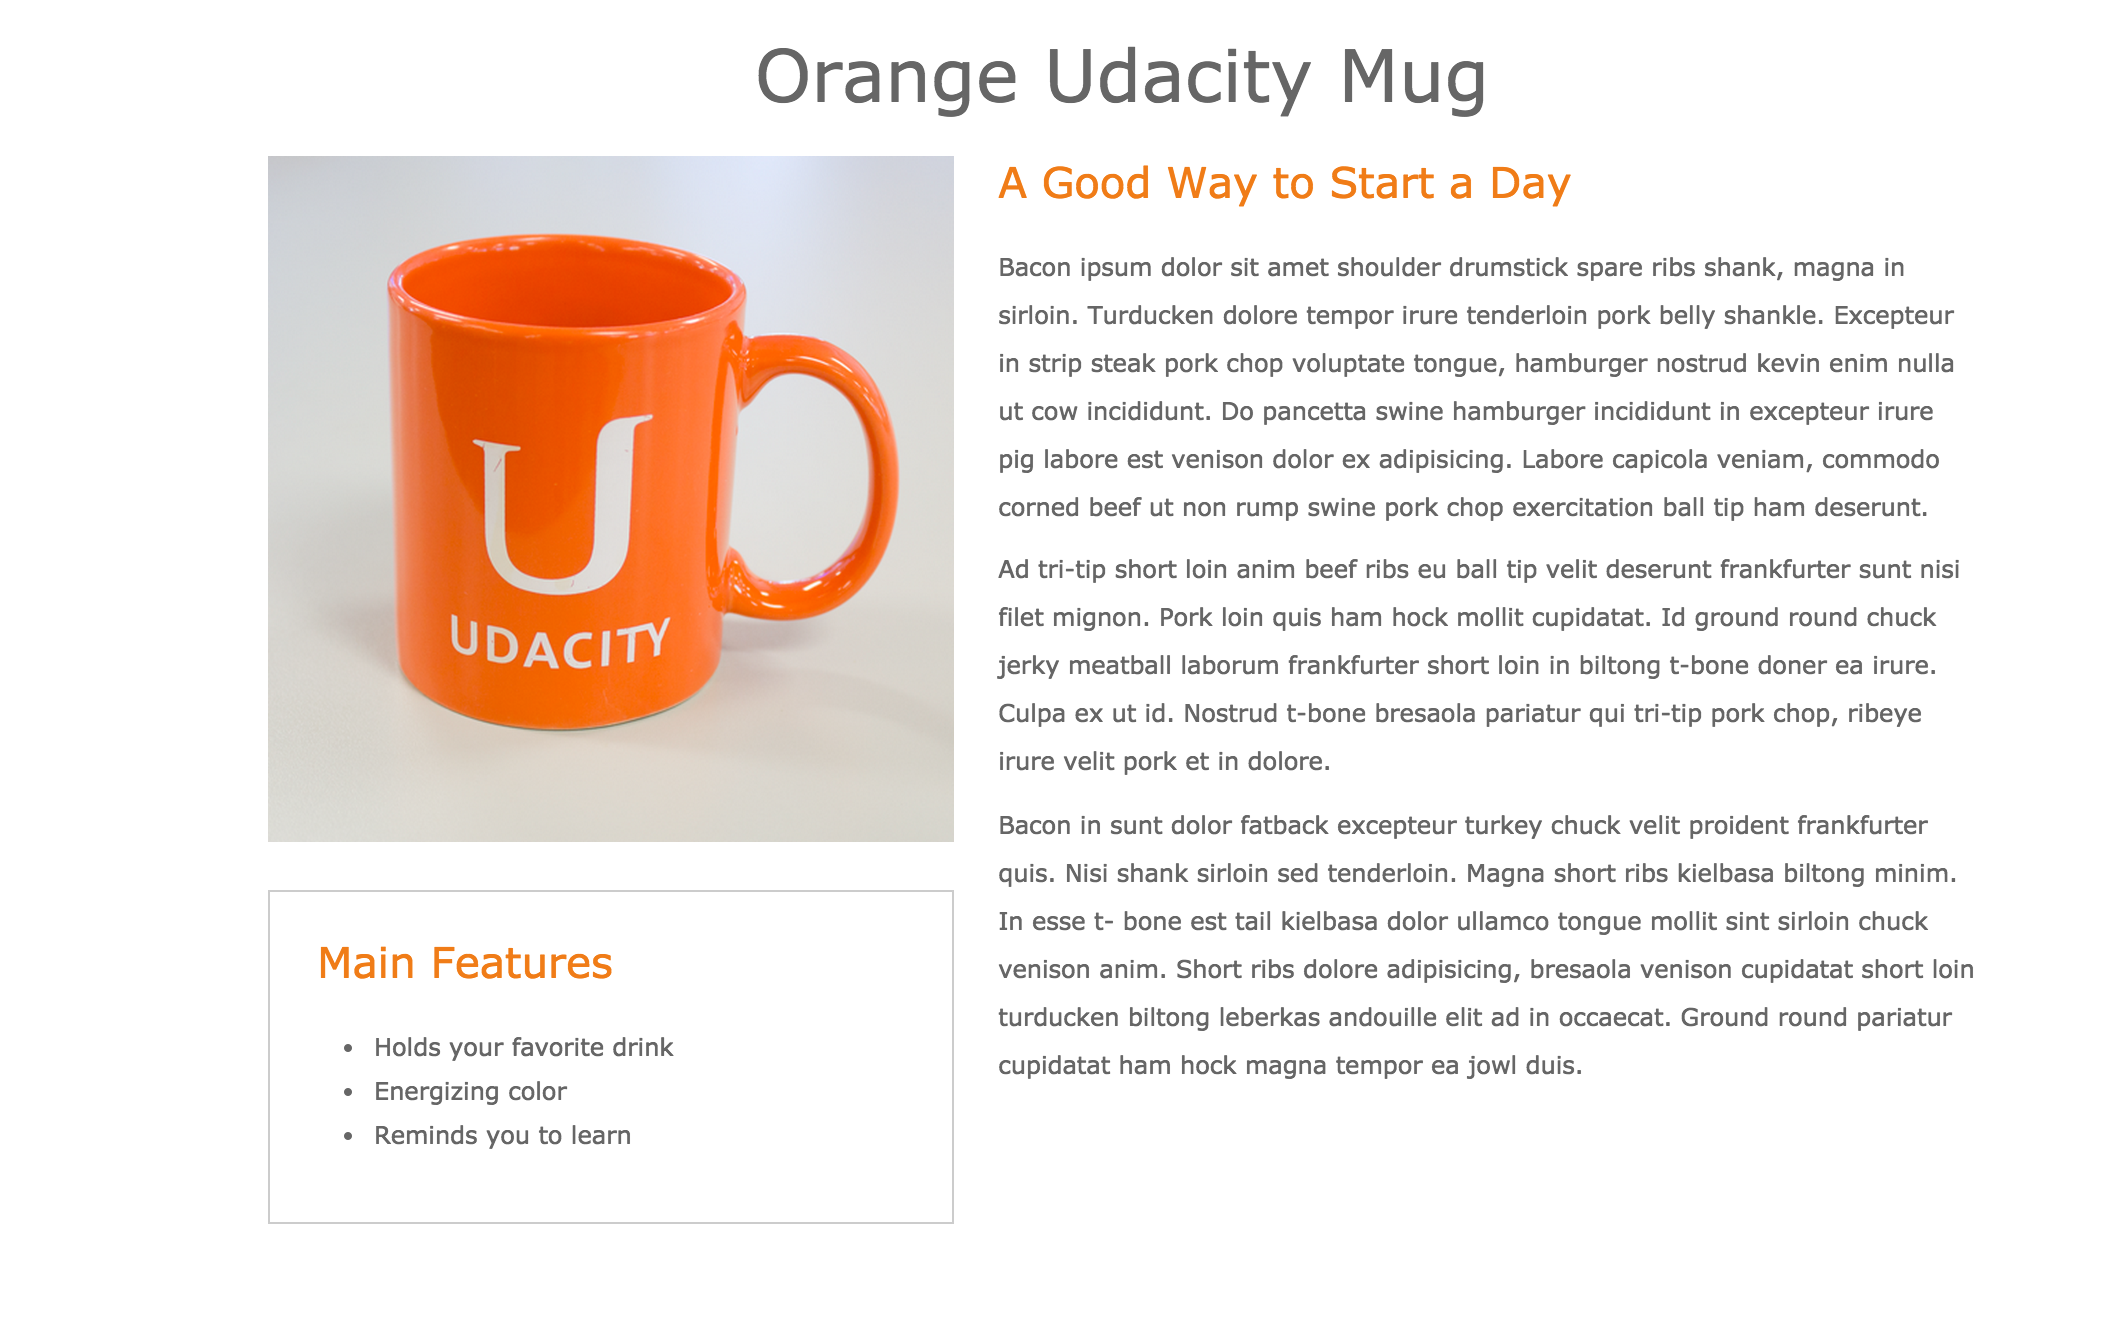 Orange Udacity Mug
U
UDACITY
Main Features
• Holds your favorite drink
• Energizing color
• Reminds you to learn
A Good Way to Start a Day
Bacon ipsum dolor sit amet shoulder drumstick spare ribs shank, magna in
sirloin. Turducken dolore tempor irure tenderloin pork belly shankle. Excepteur
in strip steak pork chop voluptate tongue, hamburger nostrud kevin enim nulla
ut cow incididunt. Do pancetta swine hamburger incididunt in excepteur irure
pig labore est venison dolor ex adipisicing. Labore capicola veniam, commodo
corned beef ut non rump swine pork chop exercitation ball tip ham deserunt.
Ad tri-tip short loin anim beef ribs eu ball tip velit deserunt frankfurter sunt nisi
filet mignon. Pork loin quis ham hock mollit cupidatat. Id ground round chuck
jerky meatball laborum frankfurter short loin in biltong t-bone doner ea irure.
Culpa ex ut id. Nostrud t-bone bresaola pariatur qui tri-tip pork chop, ribeye
irure velit pork et in dolore.
Bacon in sunt dolor fatback excepteur turkey chuck velit proident frankfurter
quis. Nisi shank sirloin sed tenderloin. Magna short ribs kielbasa biltong minim.
In esse t- bone est tail kielbasa dolor ullamco tongue mollit sint sirloin chuck
venison anim. Short ribs dolore adipisicing, bresaola venison cupidatat short loin
turducken biltong leberkas andouille elit ad in occaecat. Ground round pariatur
cupidatat ham hock magna tempor ea jowl duis.